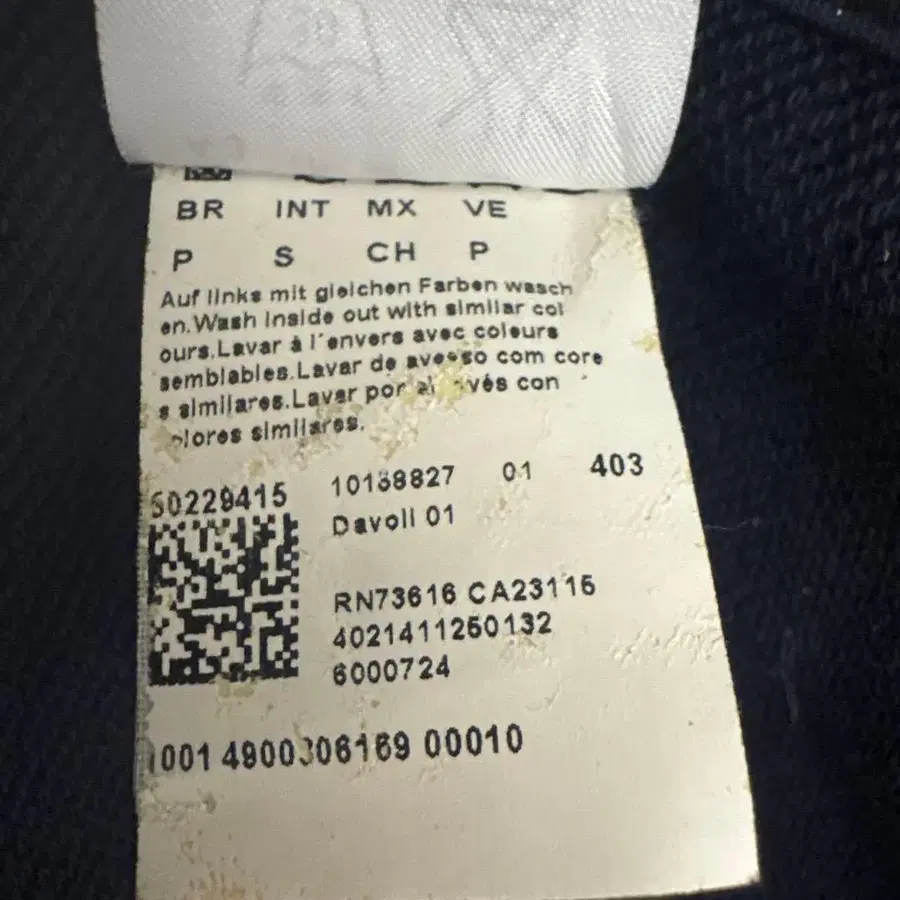 BR INT MX VE
P S CH P
Auf links mit gleichen Farben wasch
en.Wash Inside out with similar col
ours.Lavar à l'envers avec coleurs
semblables.Lavar de avesso com core
s similares.Lavar por al vés con
olores similares.
50229415 10188827 01 403
Davoli 01
RN73616 CA23115
4021411250132
6000724
001 4900306169 00010